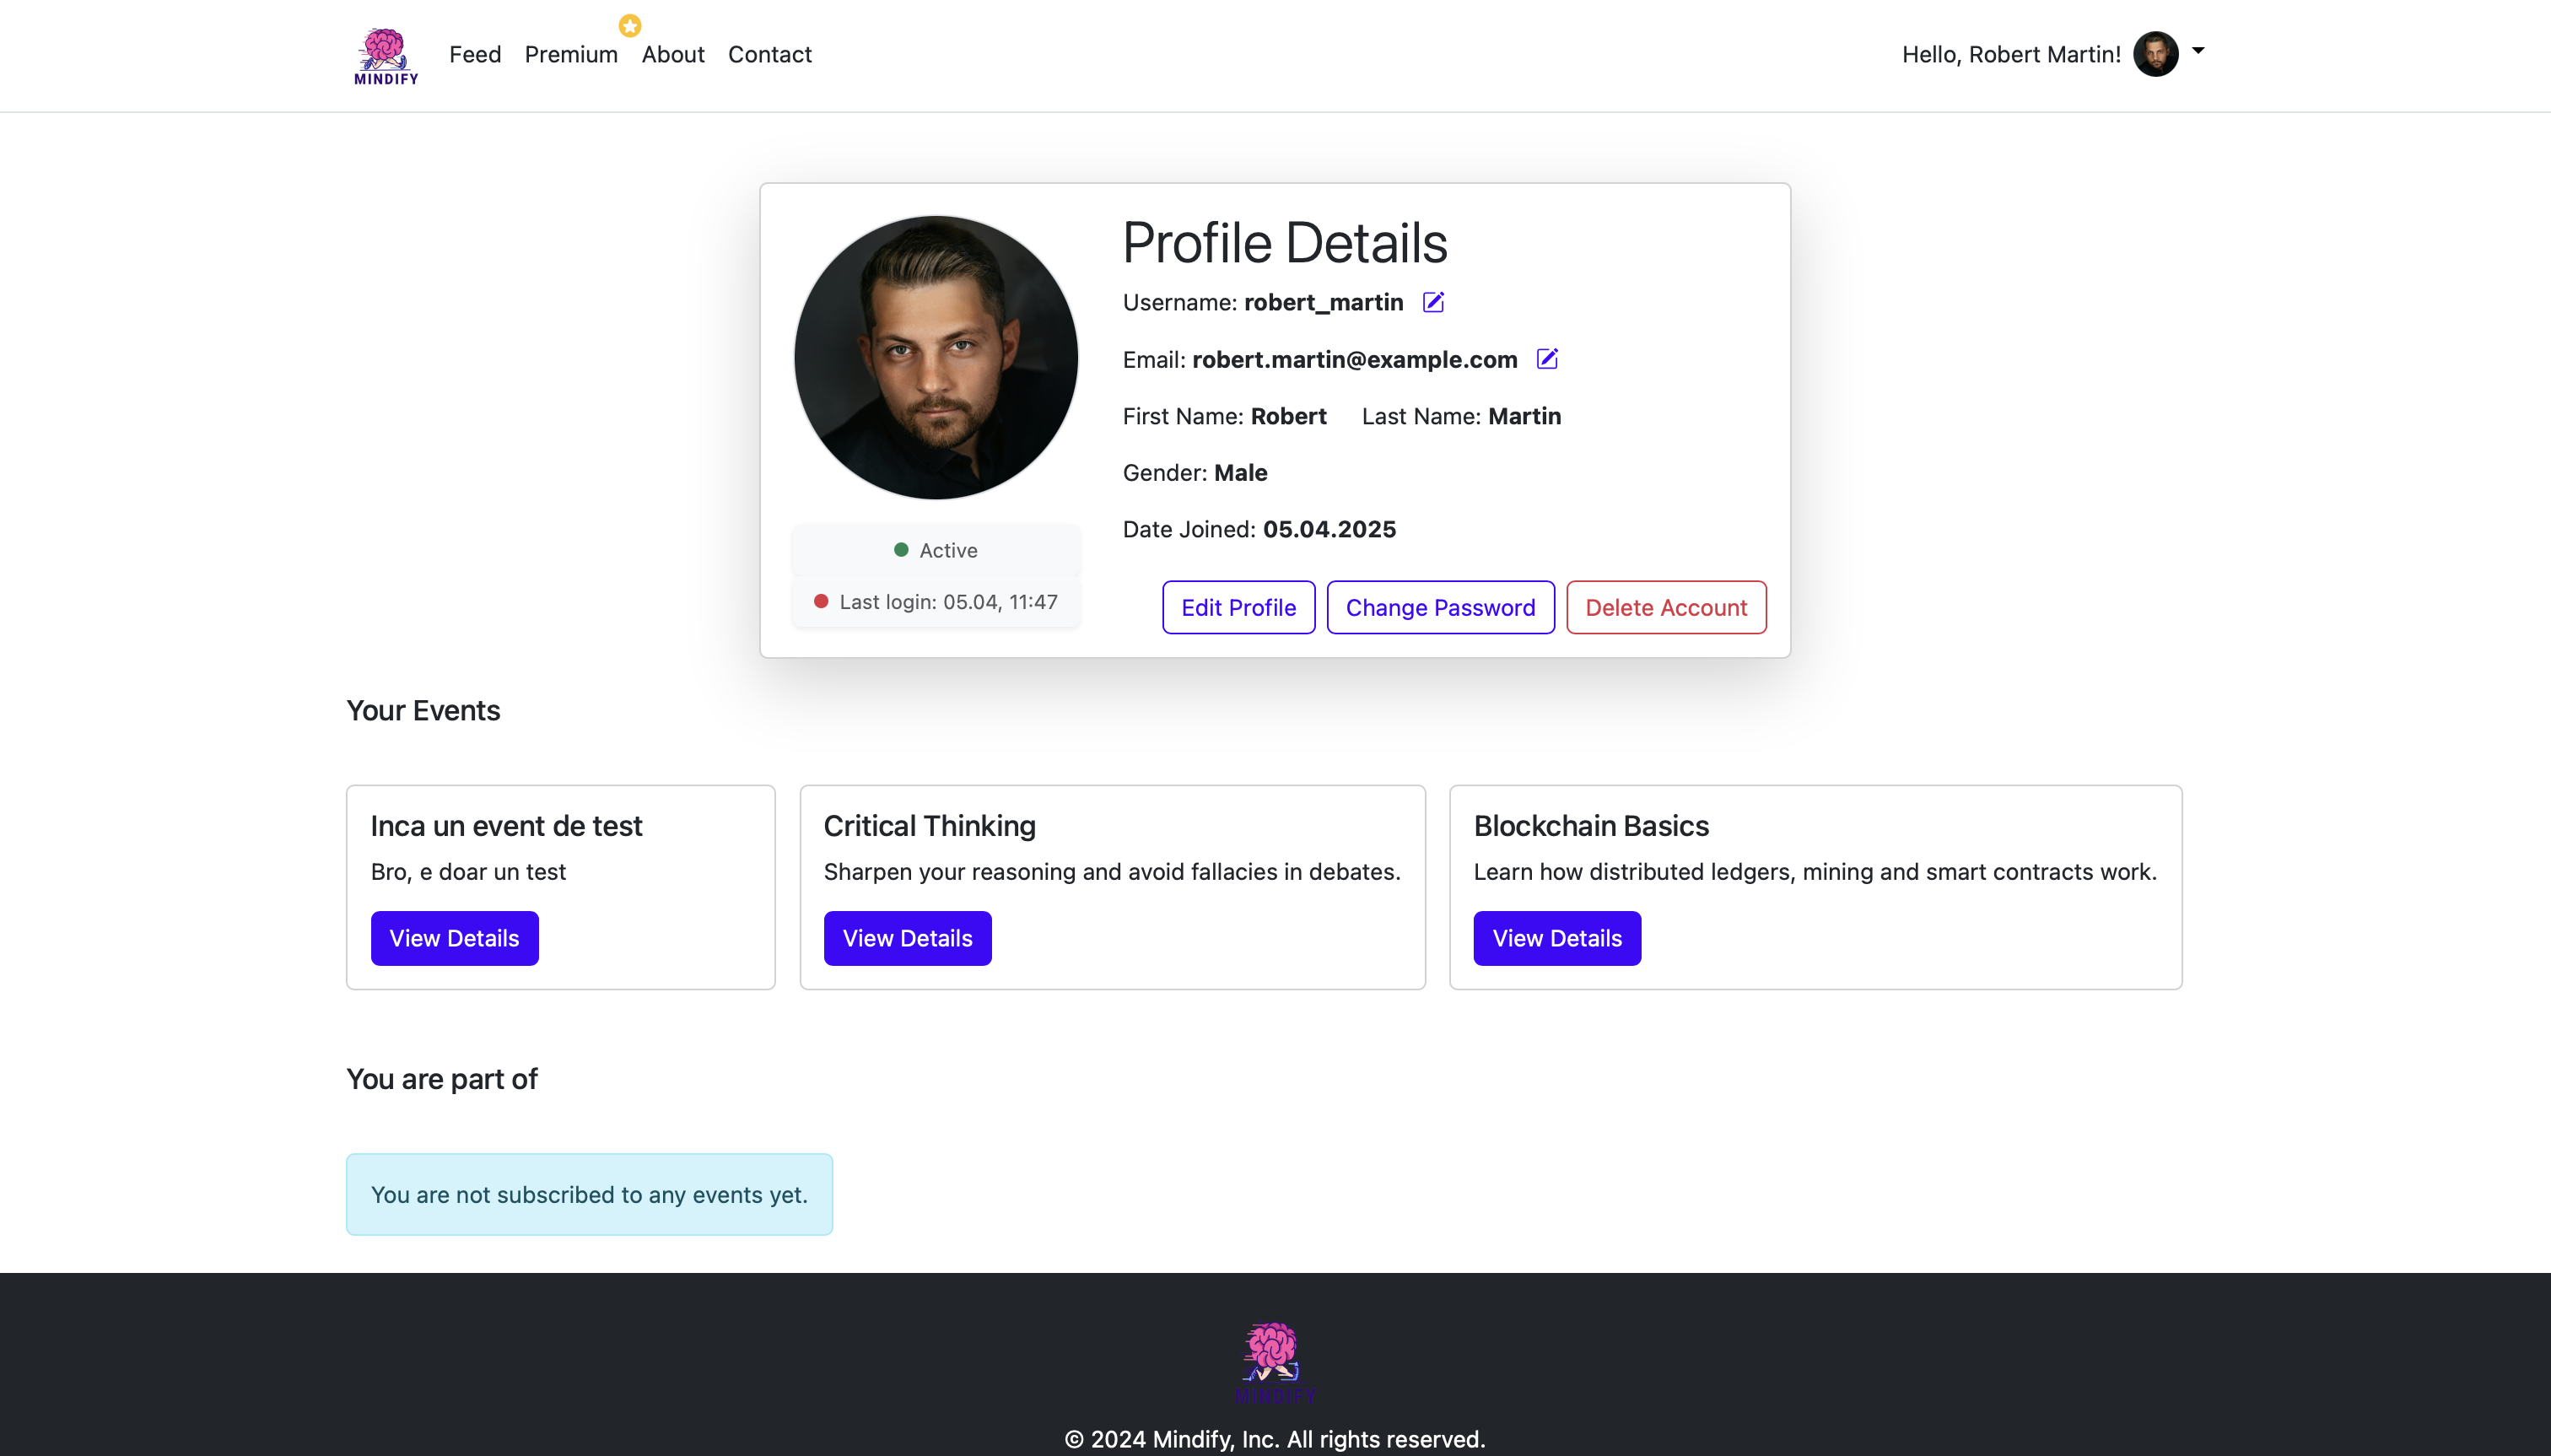 MINDIFY
Feed Premium About Contact
Hello, Robert Martin!
Profile Details
Username: robert_martin
Email: robert.martin@example.com
First Name: Robert Last Name: Martin
Gender: Male
Date Joined: 05.04.2025
Active
Last login: 05.04, 11:47
Edit Profile Change Password Delete Account
Your Events
Inca un event de test
Bro, e doar un test
View Details
Critical Thinking
Sharpen your reasoning and avoid fallacies in debates.
View Details
Blockchain Basics
Learn how distributed ledgers, mining and smart contracts work.
View Details
You are part of
You are not subscribed to any events yet.
MINDIFY
© 2024 Mindify, Inc. All rights reserved.